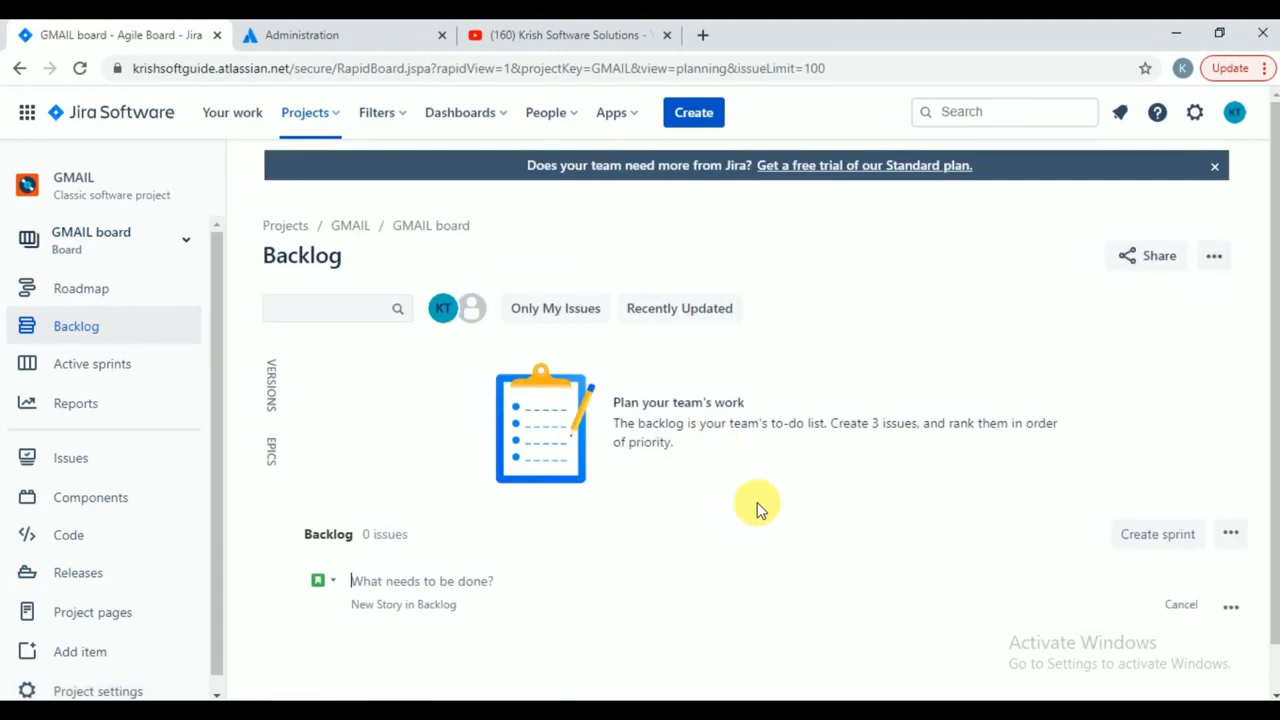 GMAIL board - Agile Board - Jira
Administration
(160) Krish Software Solutions -
krishsoftguide.atlassian.net/secure/RapidBoard.jspa?rapidView=1&projectKey=GMAIL&view=planning&issueLimit=100
K
Update
Jira Software
Your work
Projects
Filters
Dashboards
People
Apps
Create
Search
KT
Does your team need more from Jira? Get a free trial of our Standard plan.
GMAIL
Classic software project
GMAIL board
Board
Roadmap
Backlog
Active sprints
Reports
Issues
Components
Code
Releases
Project pages
Add item
Project settings
Projects / GMAIL / GMAIL board
Backlog
Share
KT
Only My Issues
Recently Updated
VERSIONS
EPICS
Plan your team's work
The backlog is your team's to-do list. Create 3 issues, and rank them in order
of priority.
Backlog 0 issues
Create sprint
What needs to be done?
New Story in Backlog
Cancel
Activate Windows
Go to Settings to activate Windows.